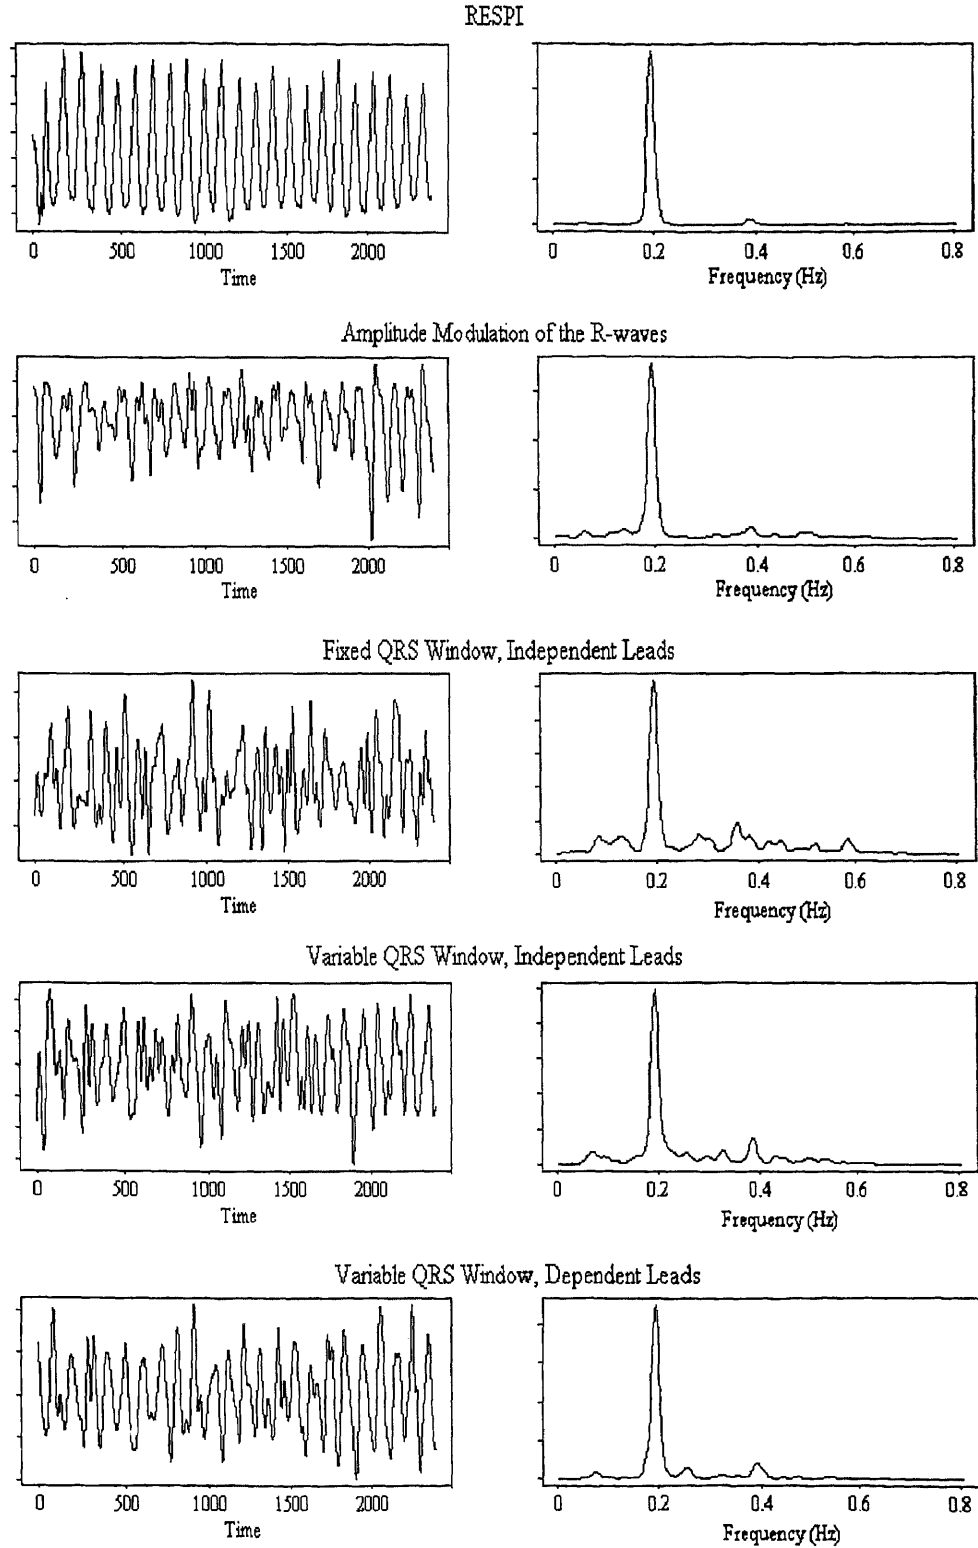 RESPI
0 500 1000 1500 2000
Time
0 0.2 0.4 0.6 0.8
Frequency (Hz)
Amplitude Modulation of the R-waves
0 500 1000 1500 2000
Time
0 0.2 0.4 0.6 0.8
Frequency (Hz)
Fixed QRS Window, Independent Leads
0 500 1000 1500 2000
Time
0 0.2 0.4 0.6 0.8
Frequency (Hz)
Variable QRS Window, Independent Leads
0 500 1000 1500 2000
Time
0 0.2 0.4 0.6 0.8
Frequency (Hz)
Variable QRS Window, Dependent Leads
0 500 1000 1500 2000
Time
0 0.2 0.4 0.6 0.8
Frequency (Hz)